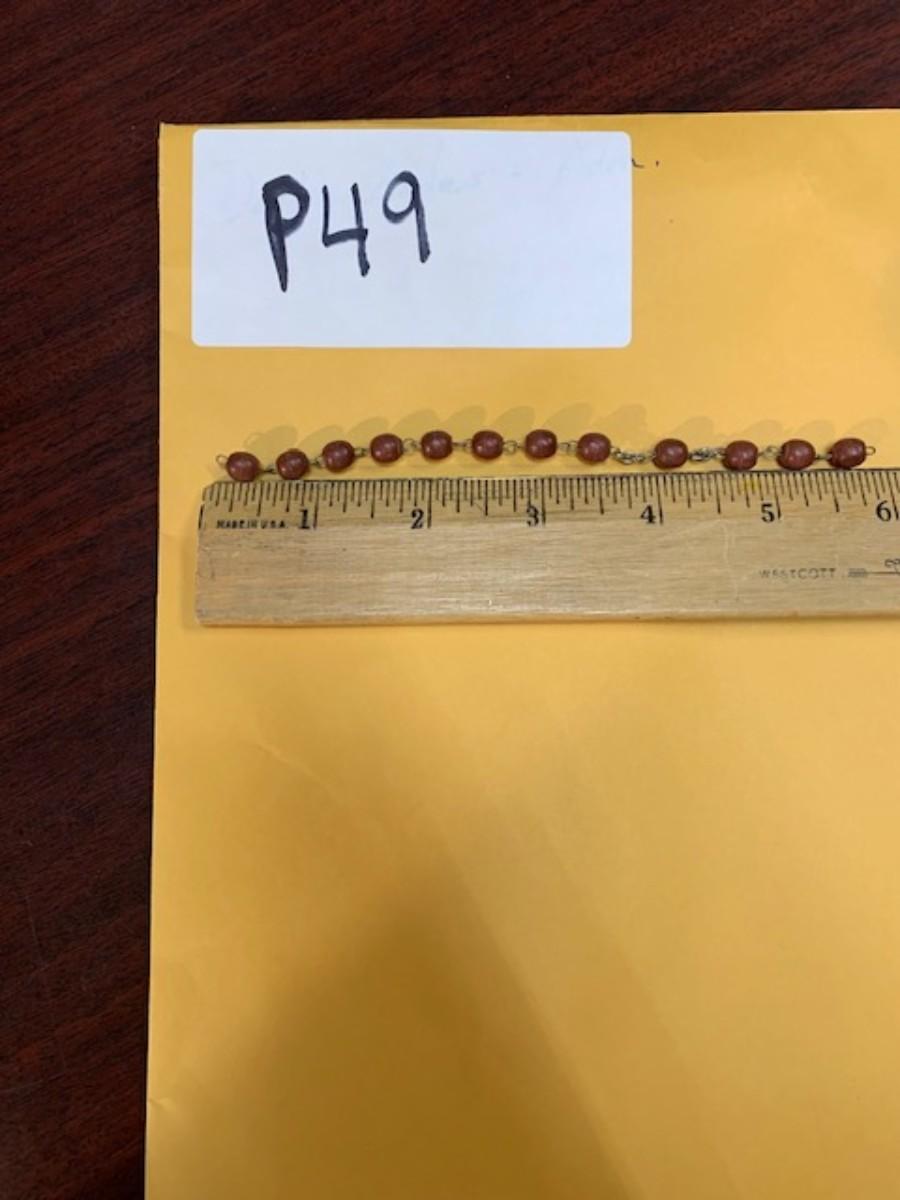 P49
1 2 3 4 5 6
MADE IN U.S.A.
WESTCOTT